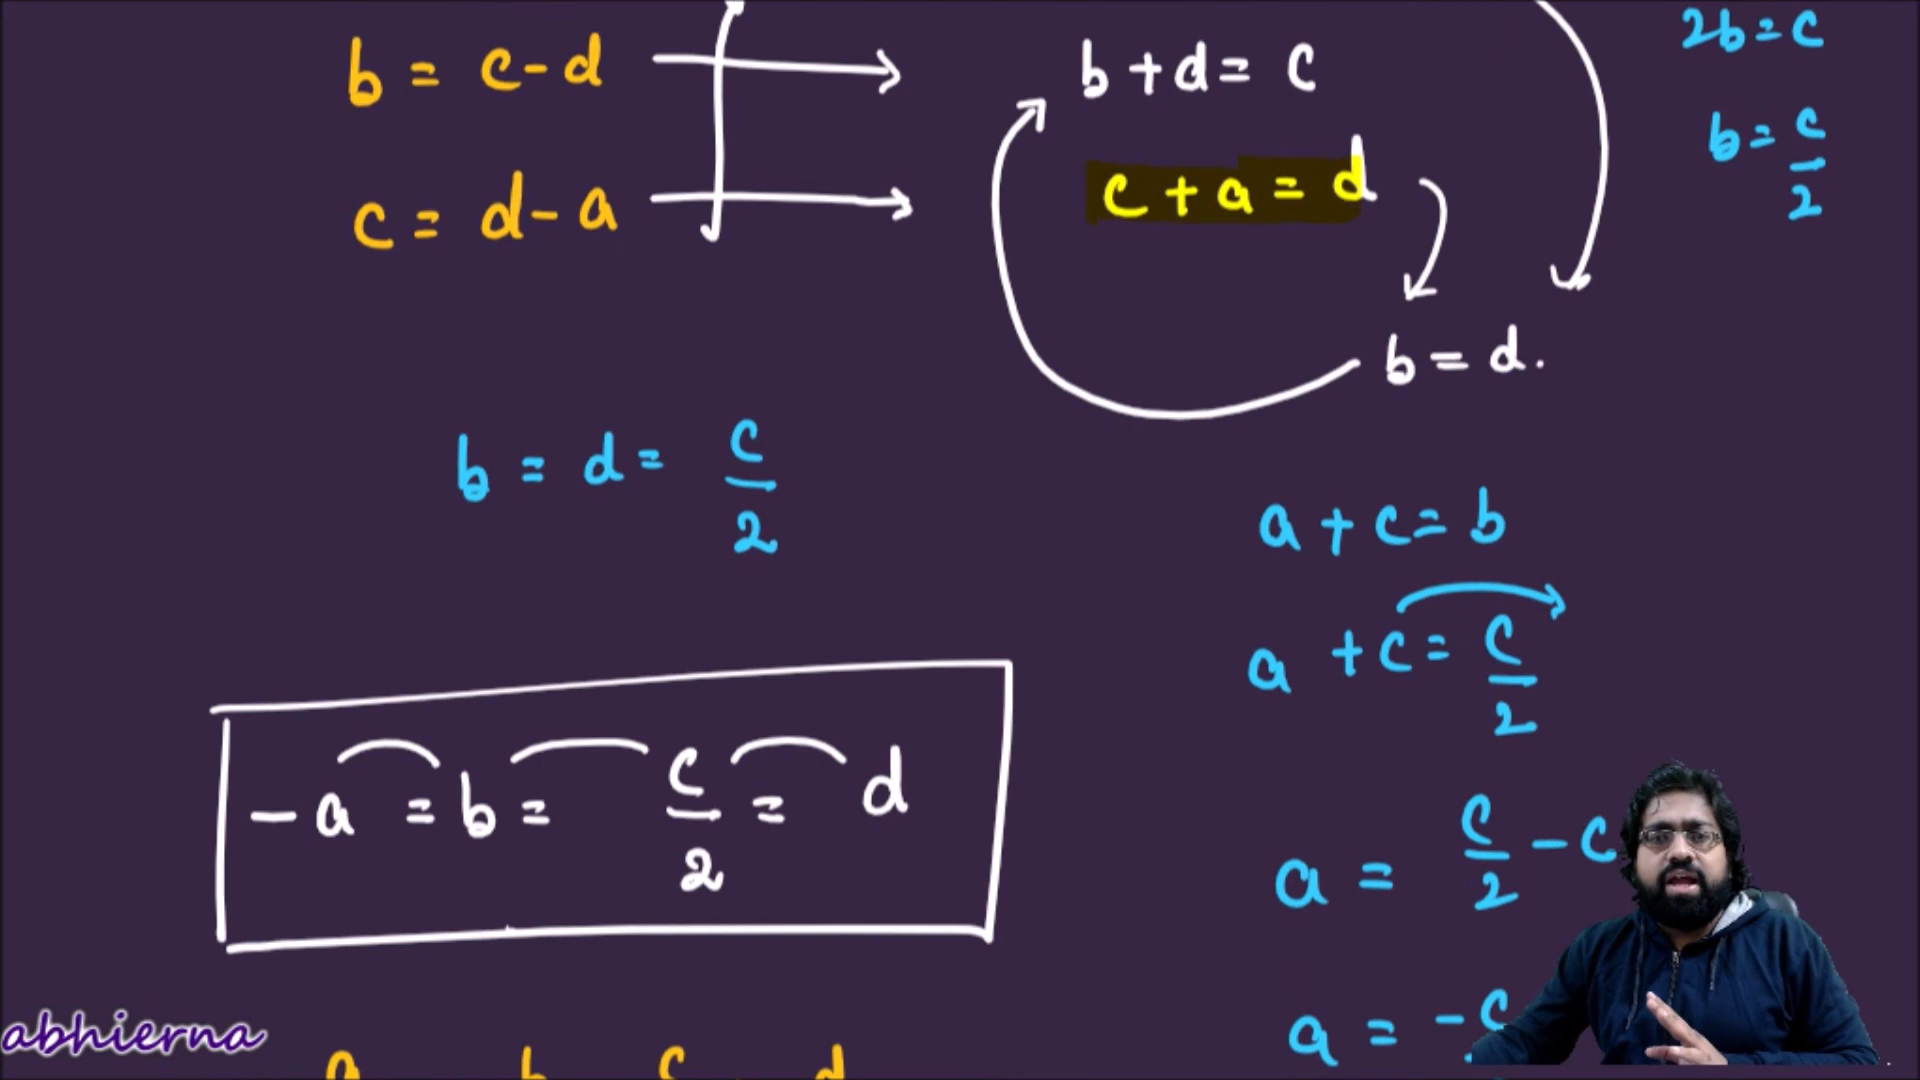 b = c - d
b + d = c
2b = c
c = d - a
c + a = d
b = c/2
b = d.
b = d = c/2
a + c = b
a + c = c/2
- a = b = c/2 = d
a = c/2 - c
a = -c
abhierna
a b c d